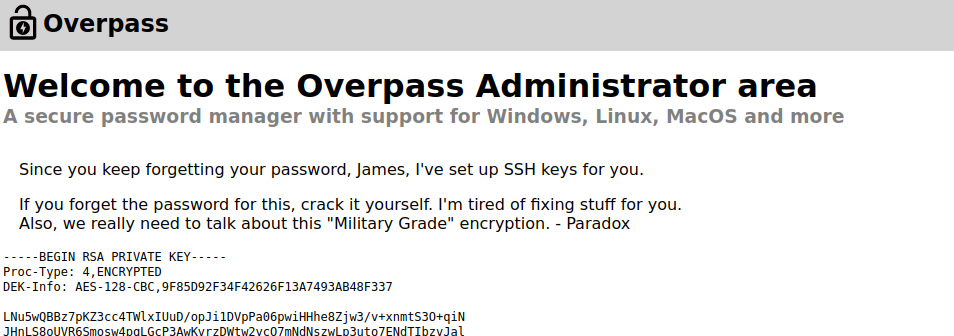 Overpass
Welcome to the Overpass Administrator area
A secure password manager with support for Windows, Linux, MacOS and more
Since you keep forgetting your password, James, I've set up SSH keys for you.
If you forget the password for this, crack it yourself. I'm tired of fixing stuff for you.
Also, we really need to talk about this "Military Grade" encryption. - Paradox
-----BEGIN RSA PRIVATE KEY-----
Proc-Type: 4,ENCRYPTED
DEK-Info: AES-128-CBC,9F85D92F34F42626F13A7493AB48F337
LNu5wQBBz7pKZ3cc4TWlxIUuD/opJi1DVpPa06pwiHHhe8Zjw3/v+xnmtS3O+qiN
JHnLS8oUVR6Smosw4pqLGcP3AwKvrzDWtw2ycO7mNdNszwLp3uto7ENdTIbzvJal